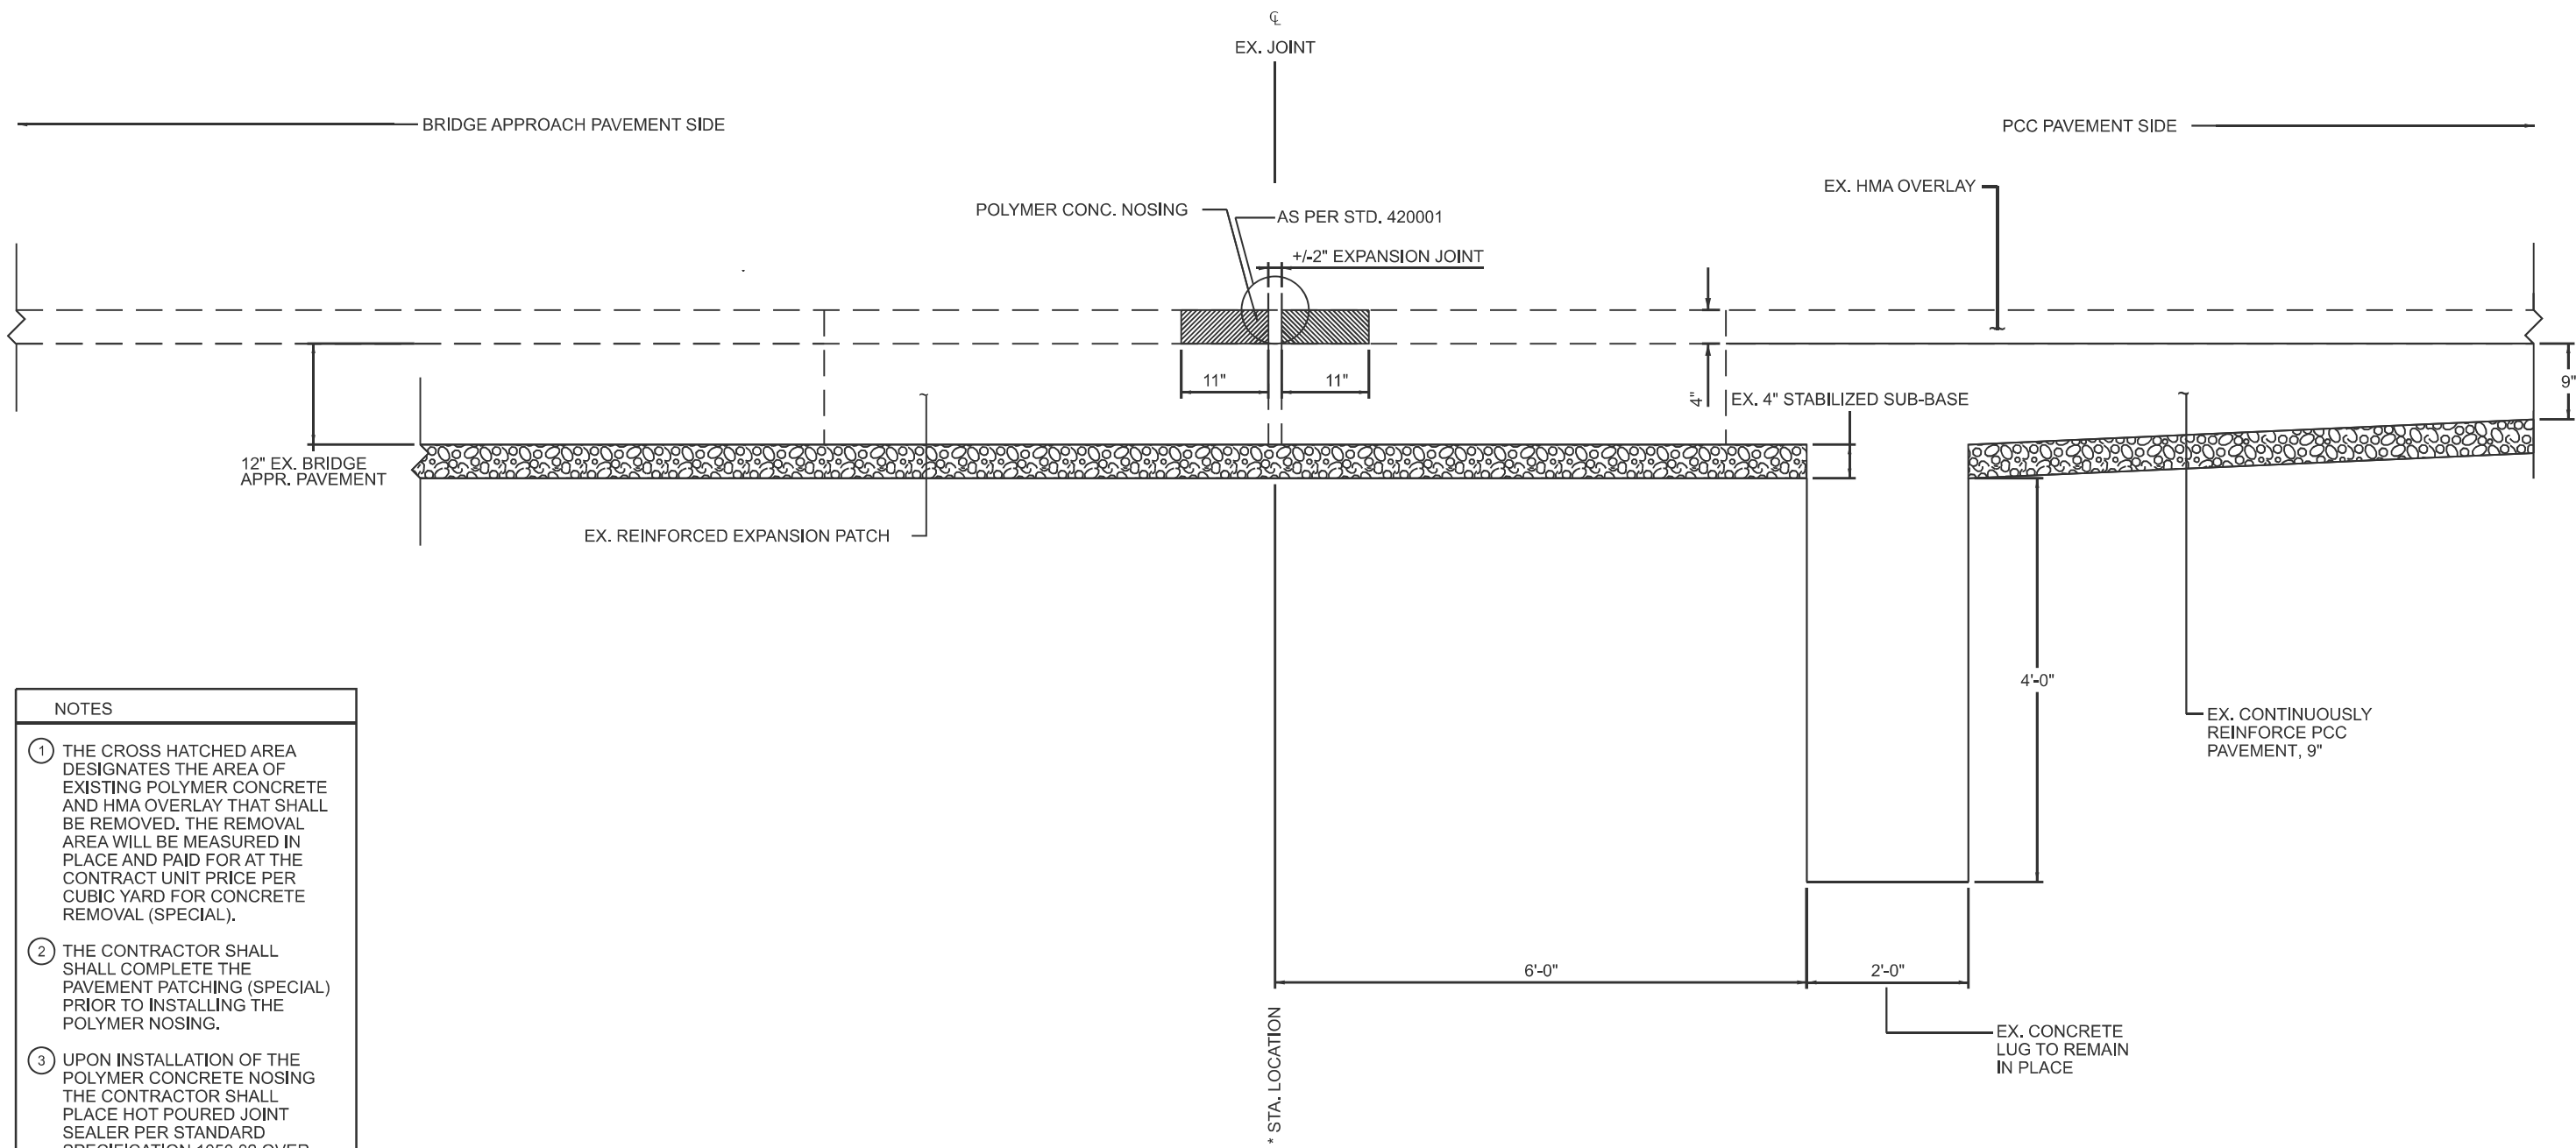 ℄
EX. JOINT
BRIDGE APPROACH PAVEMENT SIDE
PCC PAVEMENT SIDE
EX. HMA OVERLAY
POLYMER CONC. NOSING
AS PER STD. 420001
+/-2" EXPANSION JOINT
11"
11"
4"
EX. 4" STABILIZED SUB-BASE
9"
12" EX. BRIDGE
APPR. PAVEMENT
EX. REINFORCED EXPANSION PATCH
4'-0"
EX. CONTINUOUSLY
REINFORCE PCC
PAVEMENT, 9"
6'-0"
2'-0"
EX. CONCRETE
LUG TO REMAIN
IN PLACE
* STA. LOCATION
NOTES
1 THE CROSS HATCHED AREA
DESIGNATES THE AREA OF
EXISTING POLYMER CONCRETE
AND HMA OVERLAY THAT SHALL
BE REMOVED. THE REMOVAL
AREA WILL BE MEASURED IN
PLACE AND PAID FOR AT THE
CONTRACT UNIT PRICE PER
CUBIC YARD FOR CONCRETE
REMOVAL (SPECIAL).
2 THE CONTRACTOR SHALL
SHALL COMPLETE THE
PAVEMENT PATCHING (SPECIAL)
PRIOR TO INSTALLING THE
POLYMER NOSING.
3 UPON INSTALLATION OF THE
POLYMER CONCRETE NOSING
THE CONTRACTOR SHALL
PLACE HOT POURED JOINT
SEALER PER STANDARD
SPECIFICATION 1050.02 OVER